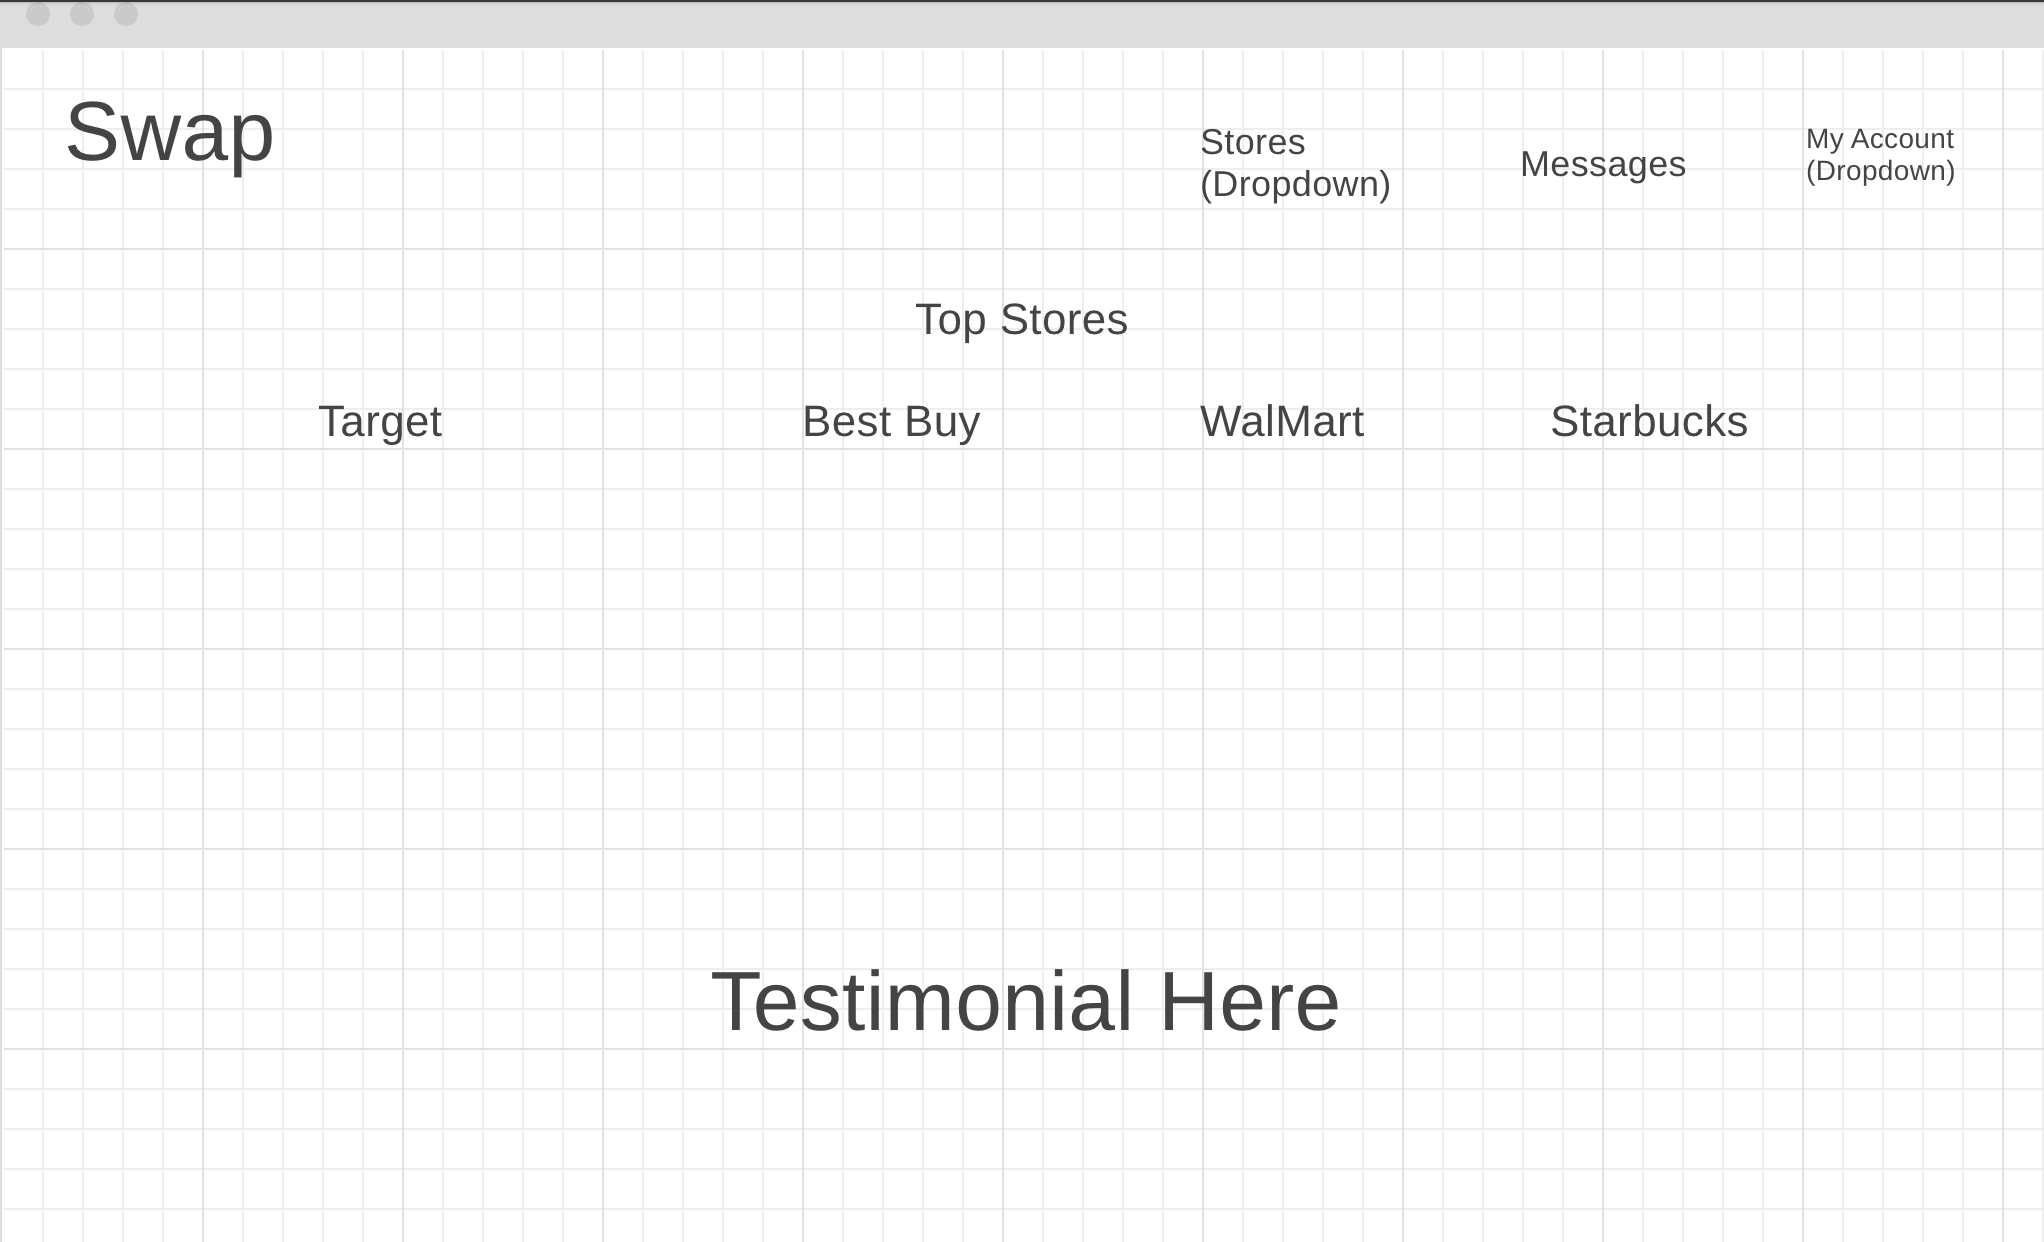 Swap
Stores
(Dropdown)
Messages
My Account
(Dropdown)
Top Stores
Target
Best Buy
WalMart
Starbucks
Testimonial Here